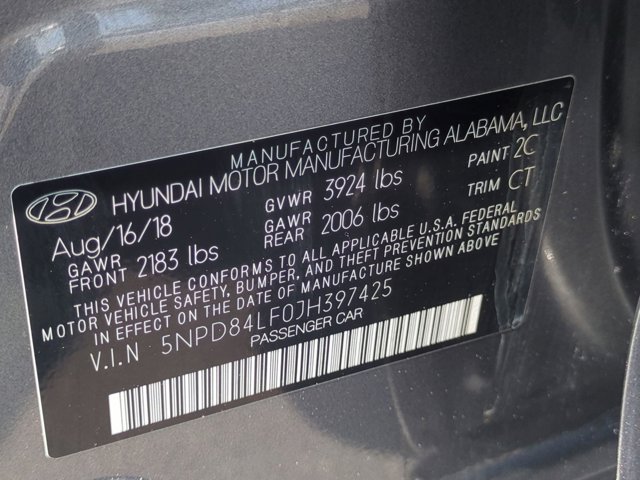 MANUFACTURED BY
HYUNDAI MOTOR MANUFACTURING ALABAMA, LLC
Aug/16/18 GVWR 3924 lbs PAINT 2C
GAWR FRONT 2183 lbs GAWR REAR 2006 lbs TRIM CT
THIS VEHICLE CONFORMS TO ALL APPLICABLE U.S.A. FEDERAL
MOTOR VEHICLE SAFETY, BUMPER, AND THEFT PREVENTION STANDARDS
IN EFFECT ON THE DATE OF MANUFACTURE SHOWN ABOVE
V.I.N 5NPD84LF0JH397425
PASSENGER CAR